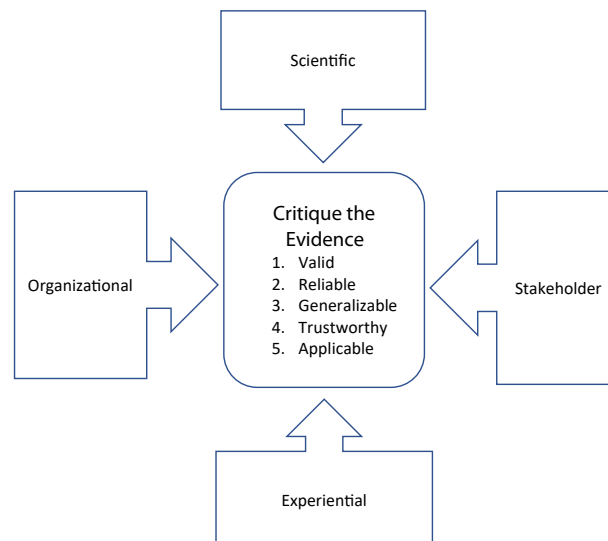 Scientific
Organizational
Critique the
Evidence
1. Valid
2. Reliable
3. Generalizable
4. Trustworthy
5. Applicable
Stakeholder
Experiential